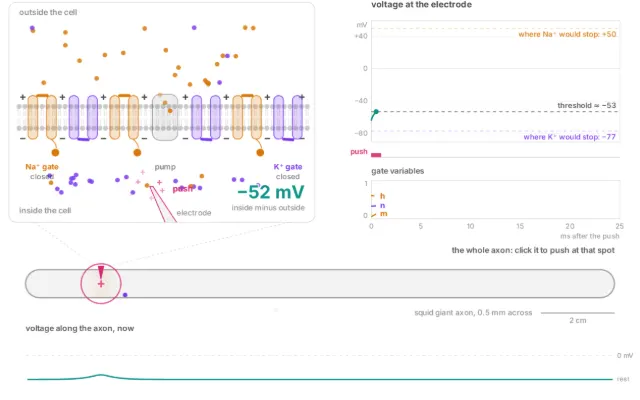 outside the cell
Na⁺ gate
closed
pump
K⁺ gate
closed
push
−52 mV
inside minus outside
electrode
inside the cell
voltage at the electrode
mV
+40
0
−40
−80
where Na⁺ would stop: +50
threshold ≈ −53
where K⁺ would stop: −77
push
gate variables
1
0
h
n
m
0
5
10
15
20
25
ms after the push
the whole axon: click it to push at that spot
squid giant axon, 0.5 mm across
2 cm
voltage along the axon, now
0 mV
rest